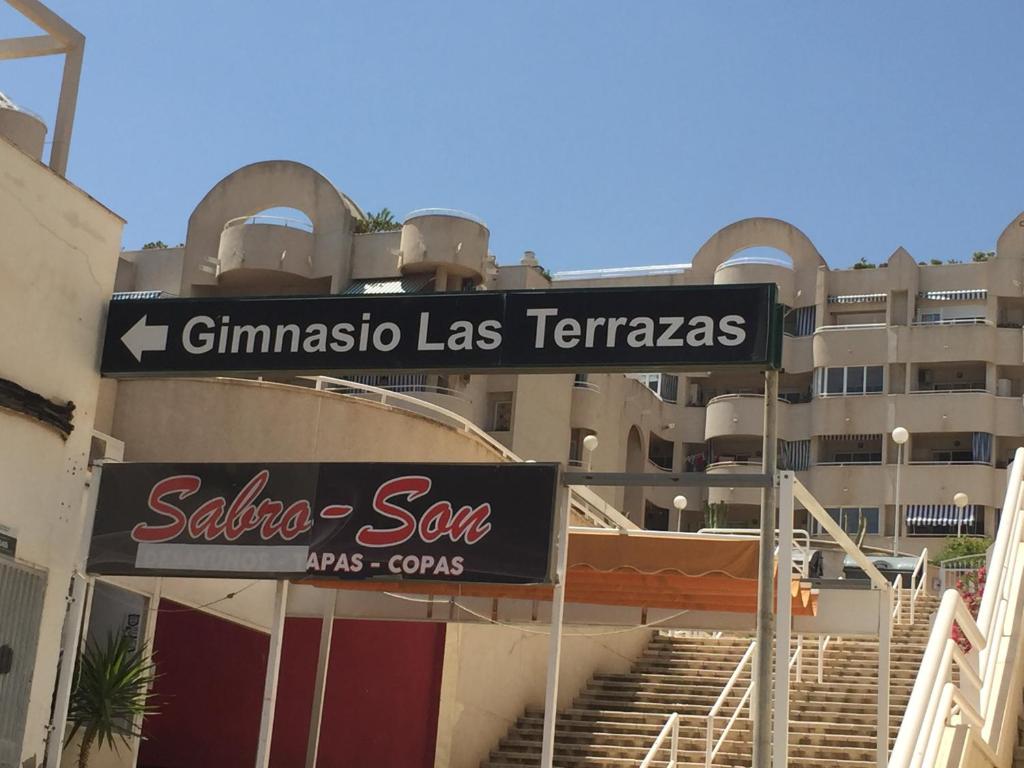 Gimnasio Las Terrazas
Sabro-Son
APAS - COPAS